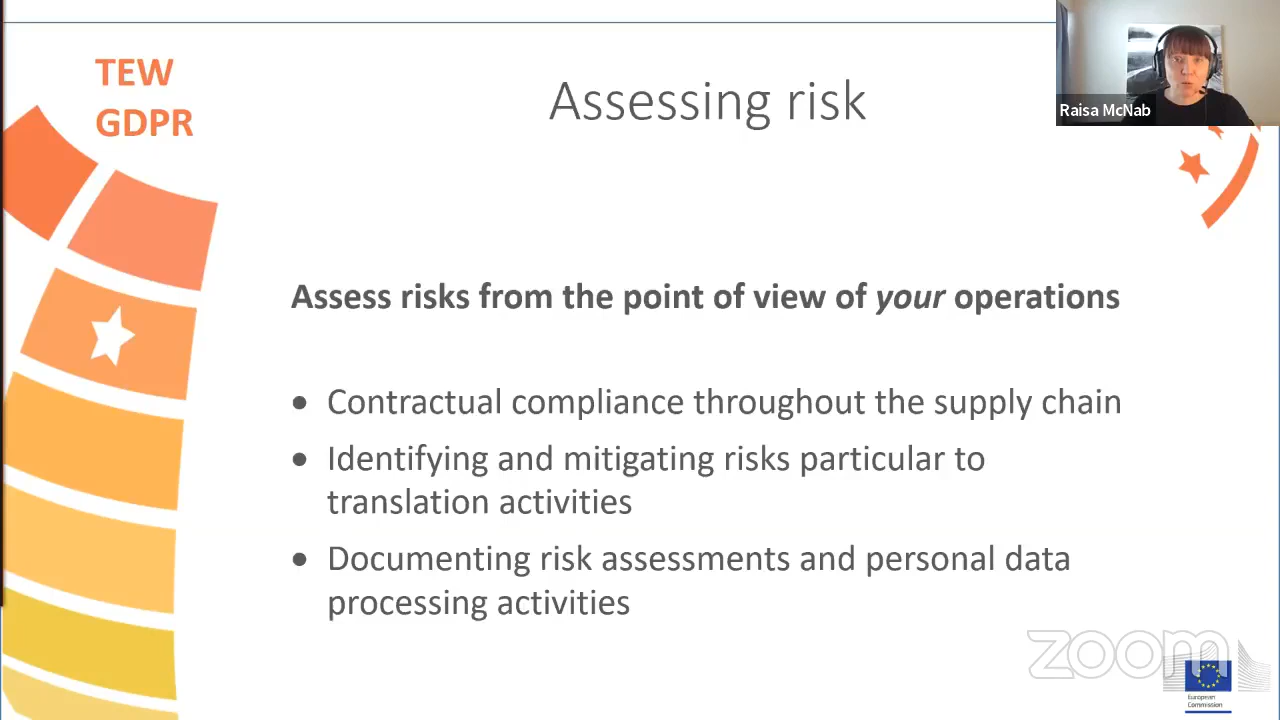 TEW
GDPR
Assessing risk
Raisa McNab
Assess risks from the point of view of your operations
• Contractual compliance throughout the supply chain
• Identifying and mitigating risks particular to
translation activities
• Documenting risk assessments and personal data
processing activities
zoom
European
Commission